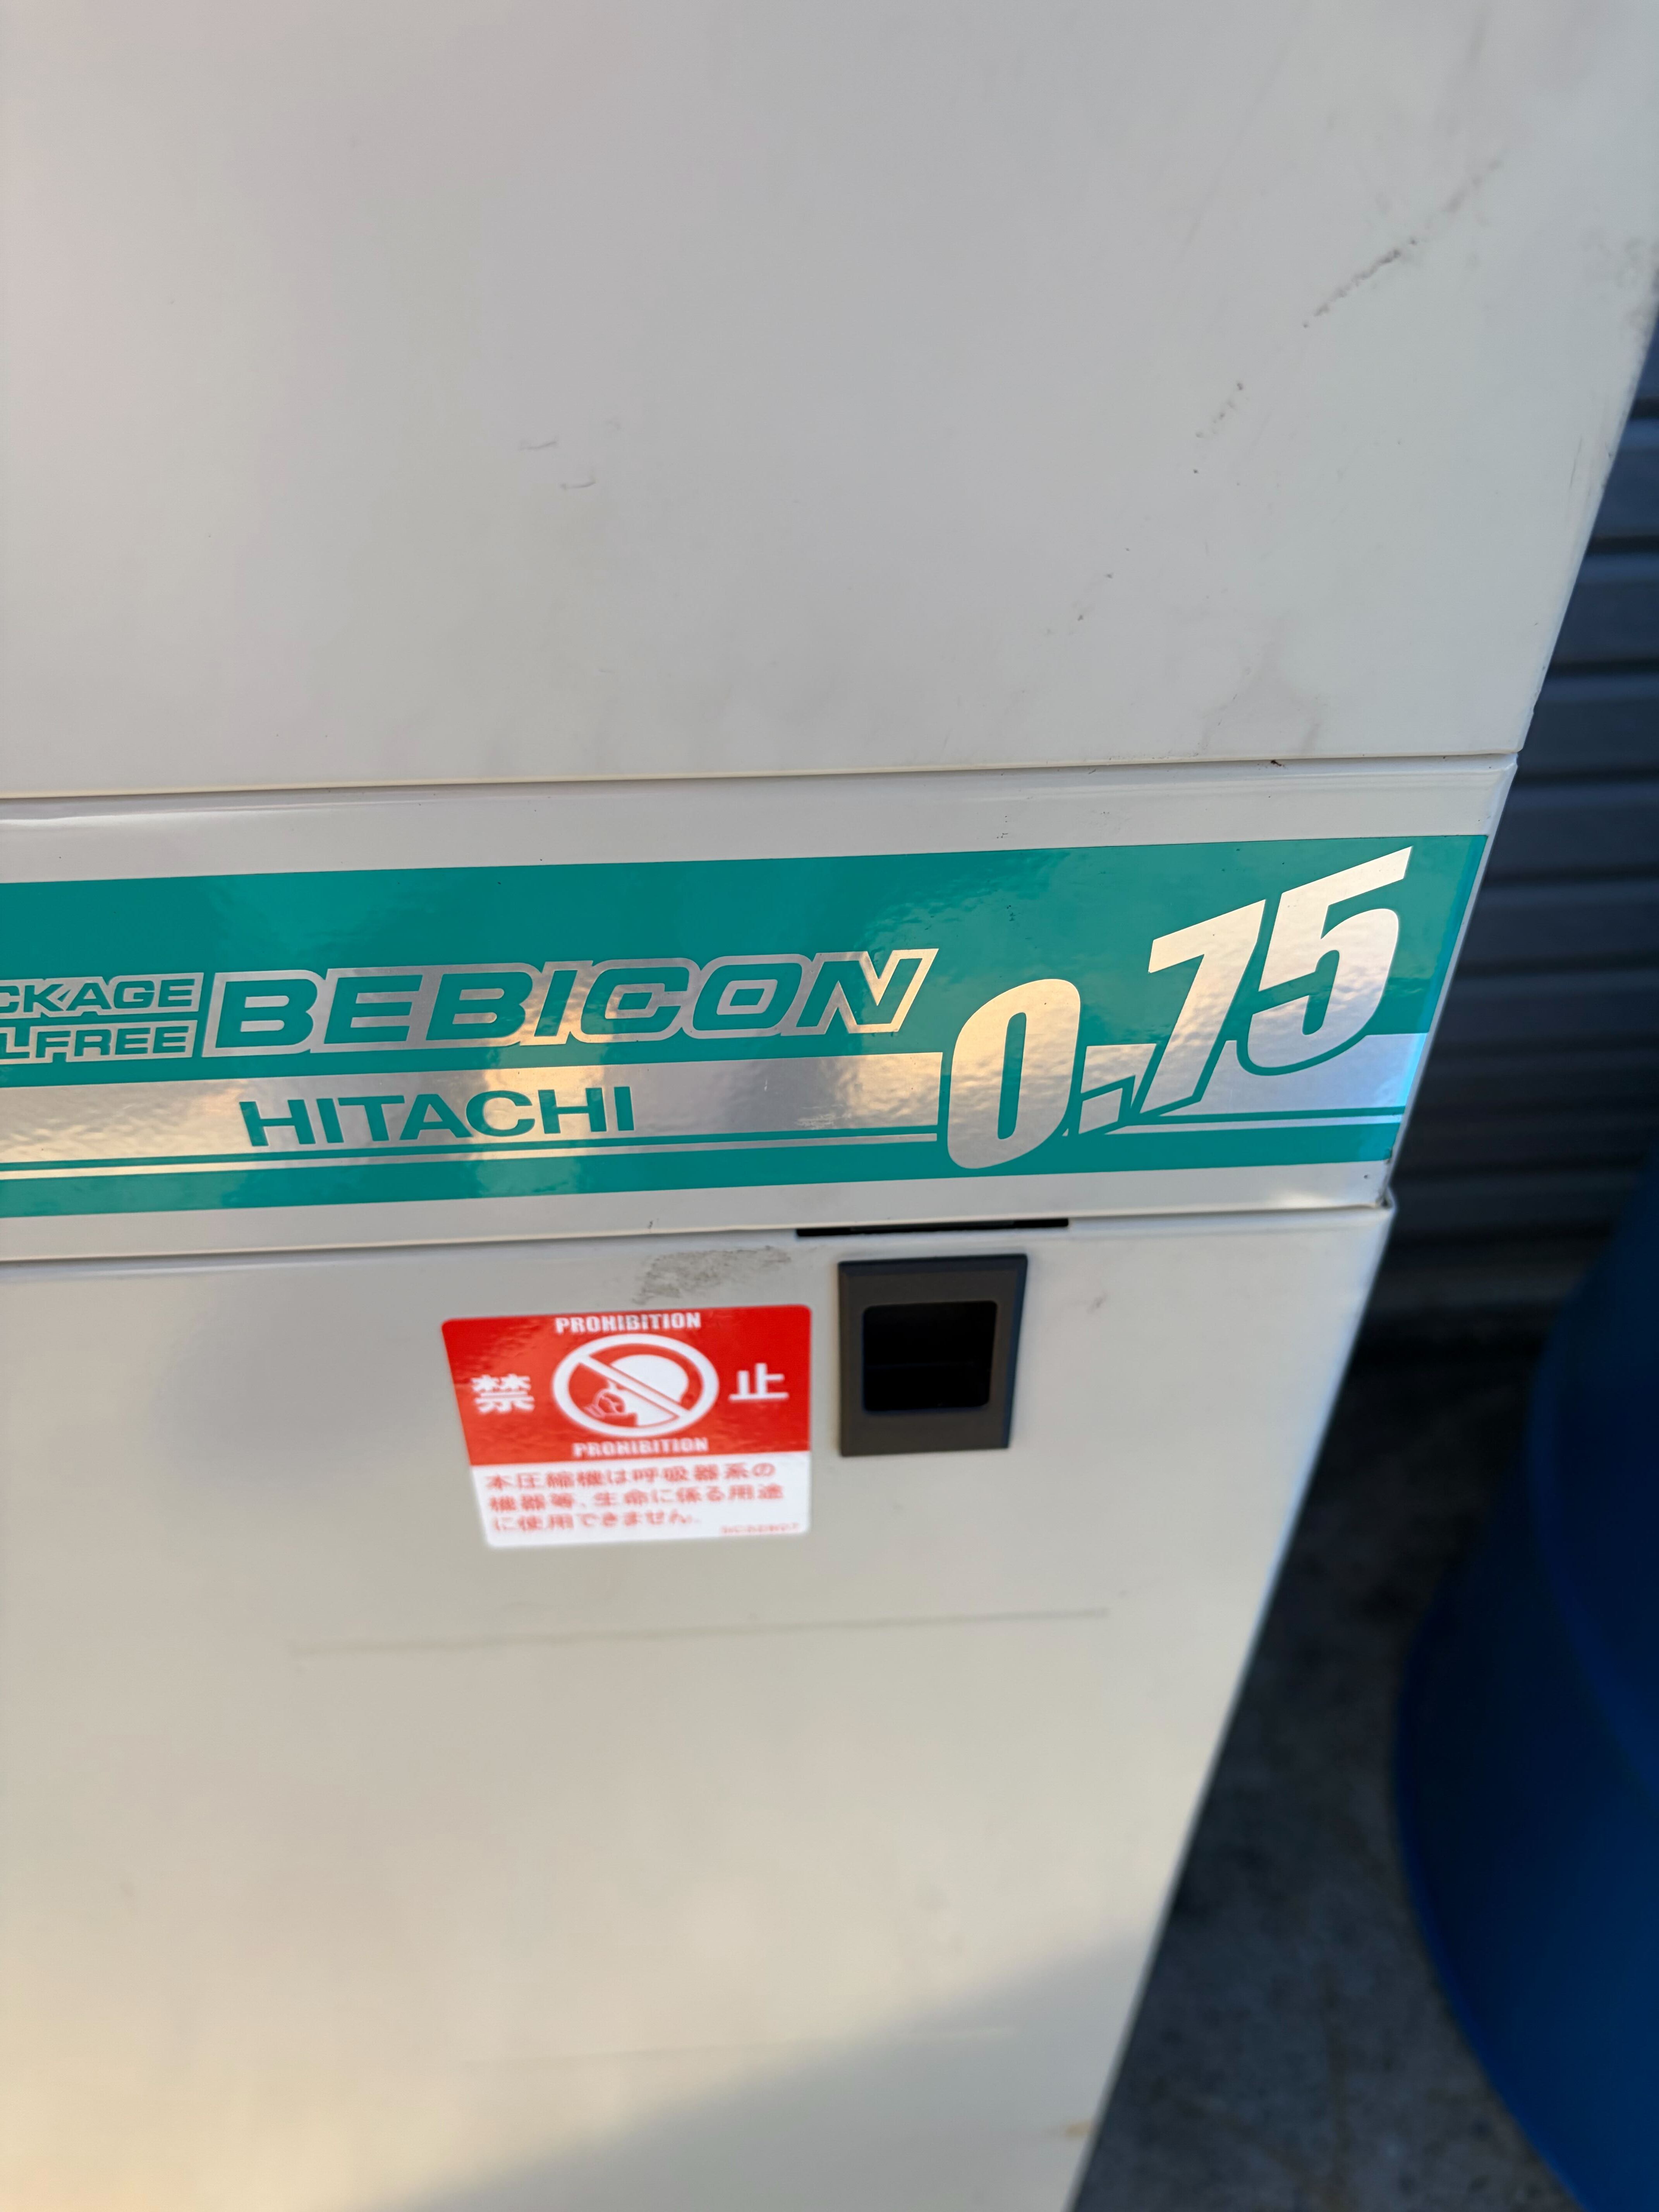 CKAGE
LFREE
BEBICON
0.75
HITACHI
PROHIBITION
禁 止
PROHIBITION
本圧縮機は呼吸器系の
機器等、生命に係る用途
に使用できません。